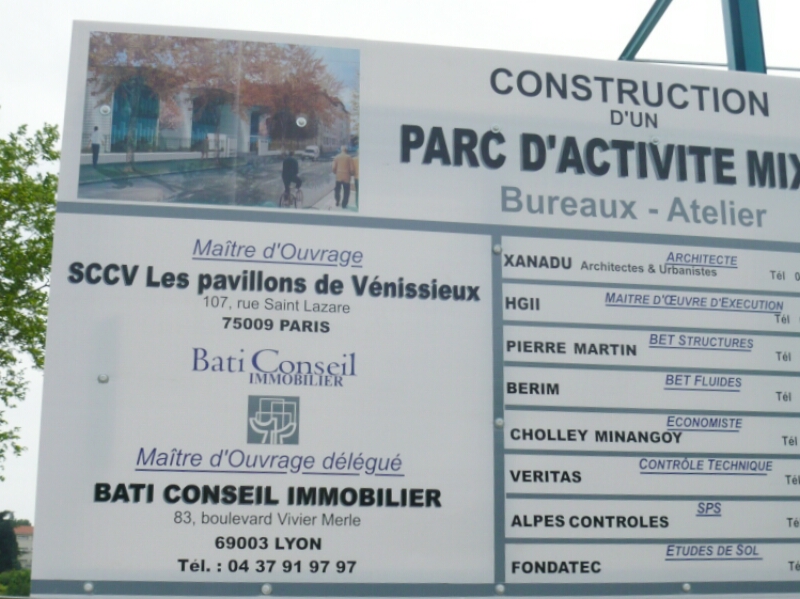 CONSTRUCTION
D'UN
PARC D'ACTIVITE
Bureaux - Atelier
Maître d'Ouvrage
SCCV Les pavillons de Vénissieux
107, rue Saint Lazare
75009 PARIS
Bati Conseil
IMMOBILIER
Maître d'Ouvrage délégué
BATI CONSEIL IMMOBILIER
83, boulevard Vivier Merle
69003 LYON
Tél. : 04 37 91 97 97
ARCHITECTE
XANADU Architectes & Urbanistes Tél
MAITRE D'ŒUVRE D'EXECUTION
HGII Tél
BET STRUCTURES
PIERRE MARTIN Tél
BET FLUIDES
BERIM Tél
ECONOMISTE
CHOLLEY MINANGOY Tél
CONTRÔLE TECHNIQUE
VERITAS Tél
SPS
ALPES CONTROLES
ETUDES DE SOL
FONDATEC